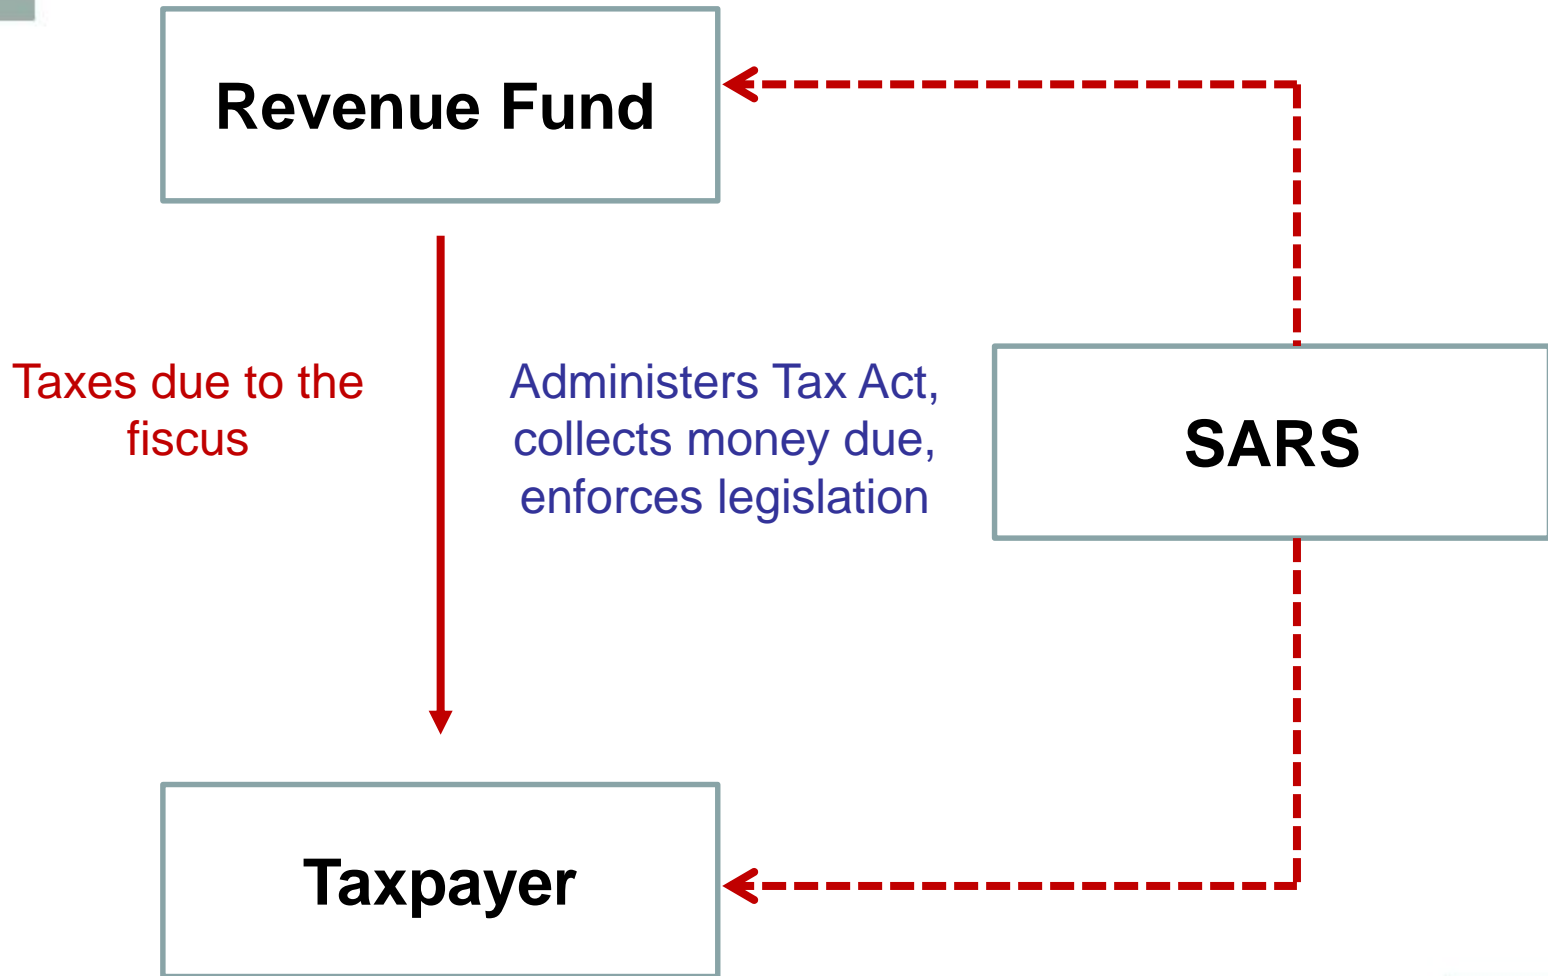 Revenue Fund
Taxes due to the
fiscus
Administers Tax Act,
collects money due,
enforces legislation
SARS
Taxpayer